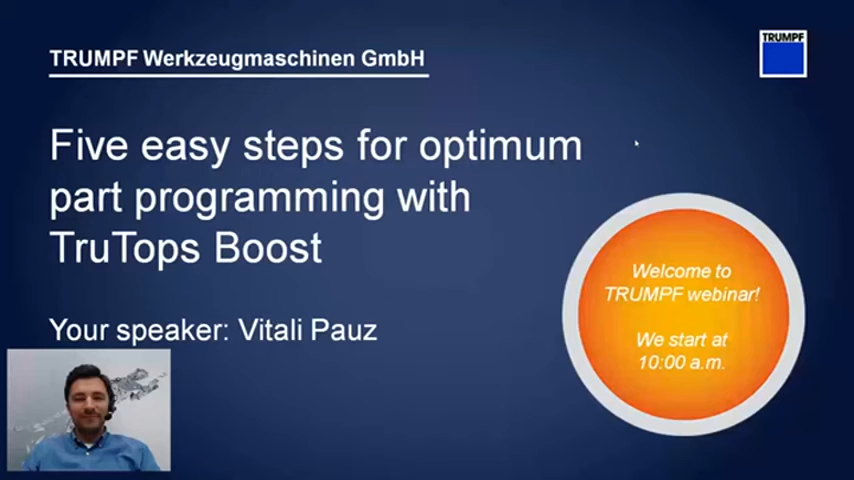 TRUMPF Werkzeugmaschinen GmbH
TRUMPF
Five easy steps for optimum
part programming with
TruTops Boost
Welcome to
TRUMPF webinar!
We start at
10:00 a.m.
Your speaker: Vitali Pauz